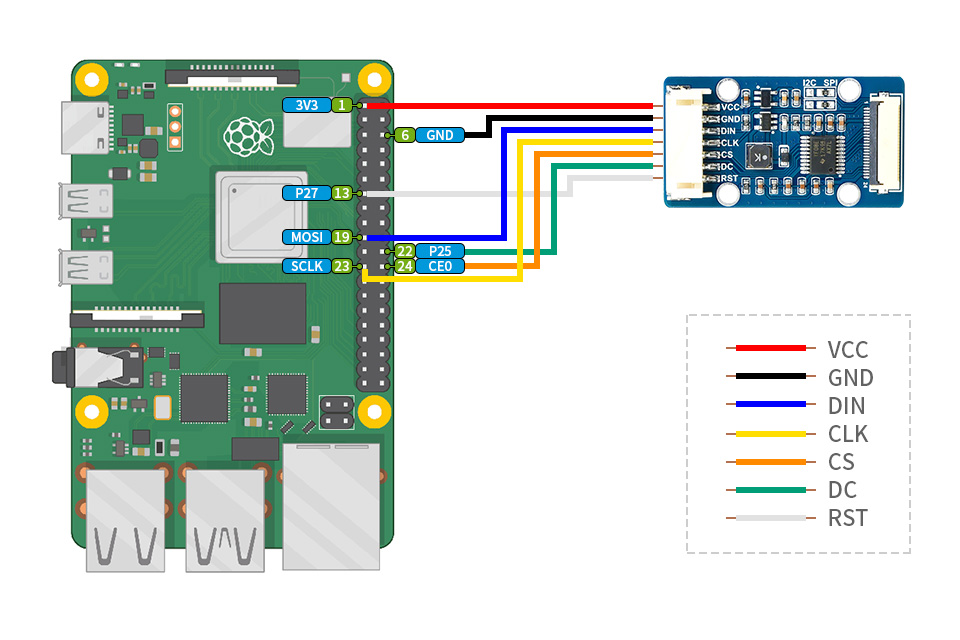 3V3 1
6 GND
P27 13
MOSI 19
22 P25
SCLK 23
24 CE0
I2C SPI
VCC
GND
DIN
CLK
CS
DC
RST
VCC
GND
DIN
CLK
CS
DC
RST